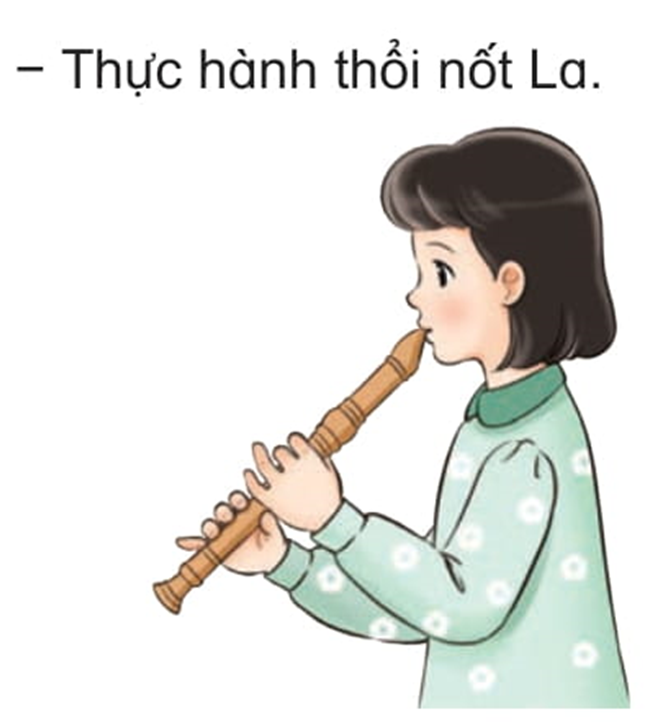 – Thực hành thổi nốt La.